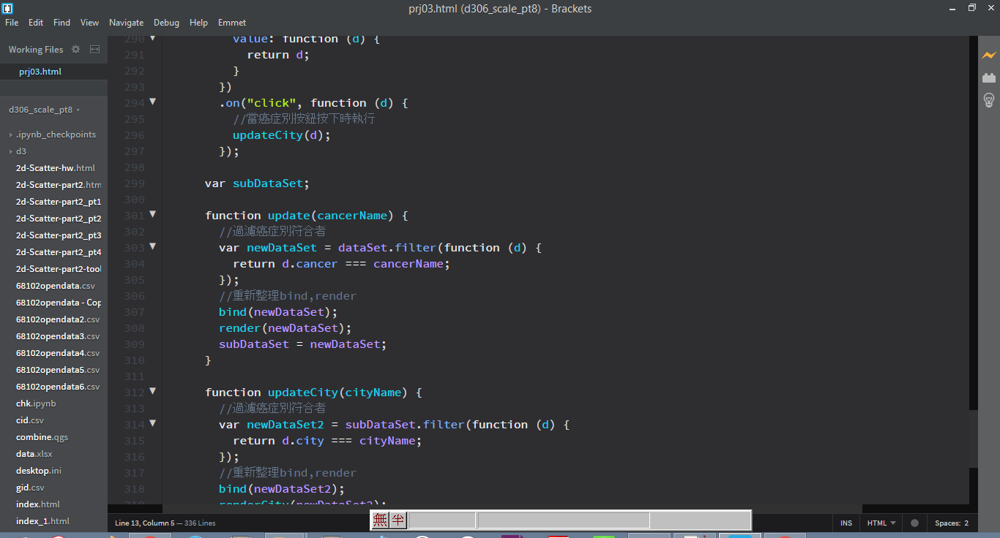 prj03.html (d306_scale_pt8) - Brackets
File Edit Find View Navigate Debug Help Emmet
Working Files
prj03.html
d306_scale_pt8
.ipynb_checkpoints
d3
2d-Scatter-hw.html
2d-Scatter-part2.htm
2d-Scatter-part2_pt1
2d-Scatter-part2_pt2
2d-Scatter-part2_pt3
2d-Scatter-part2_pt4
2d-Scatter-part2-tool
68102opendata.csv
68102opendata - Cop
68102opendata2.csv
68102opendata3.csv
68102opendata4.csv
68102opendata5.csv
68102opendata6.csv
chk.ipynb
cid.csv
combine.qgs
data.xlsx
desktop.ini
gid.csv
index.html
index_1.html
290 value: function (d) {
291 return d;
292 }
293 })
294 .on("click", function (d) {
295 //當癌症別按鈕按下時執行
296 updateCity(d);
297 });
298
299 var subDataSet;
300
301 function update(cancerName) {
302 //過濾癌症別符合者
303 var newDataSet = dataSet.filter(function (d) {
304 return d.cancer === cancerName;
305 });
306 //重新整理bind,render
307 bind(newDataSet);
308 render(newDataSet);
309 subDataSet = newDataSet;
310 }
311
312 function updateCity(cityName) {
313 //過濾癌症別符合者
314 var newDataSet2 = subDataSet.filter(function (d) {
315 return d.city === cityName;
316 });
317 //重新整理bind,render
318 bind(newDataSet2);
319 renderCity(newDataSet2);
Line 13, Column 5 — 336 Lines
無 半
INS HTML Spaces: 2